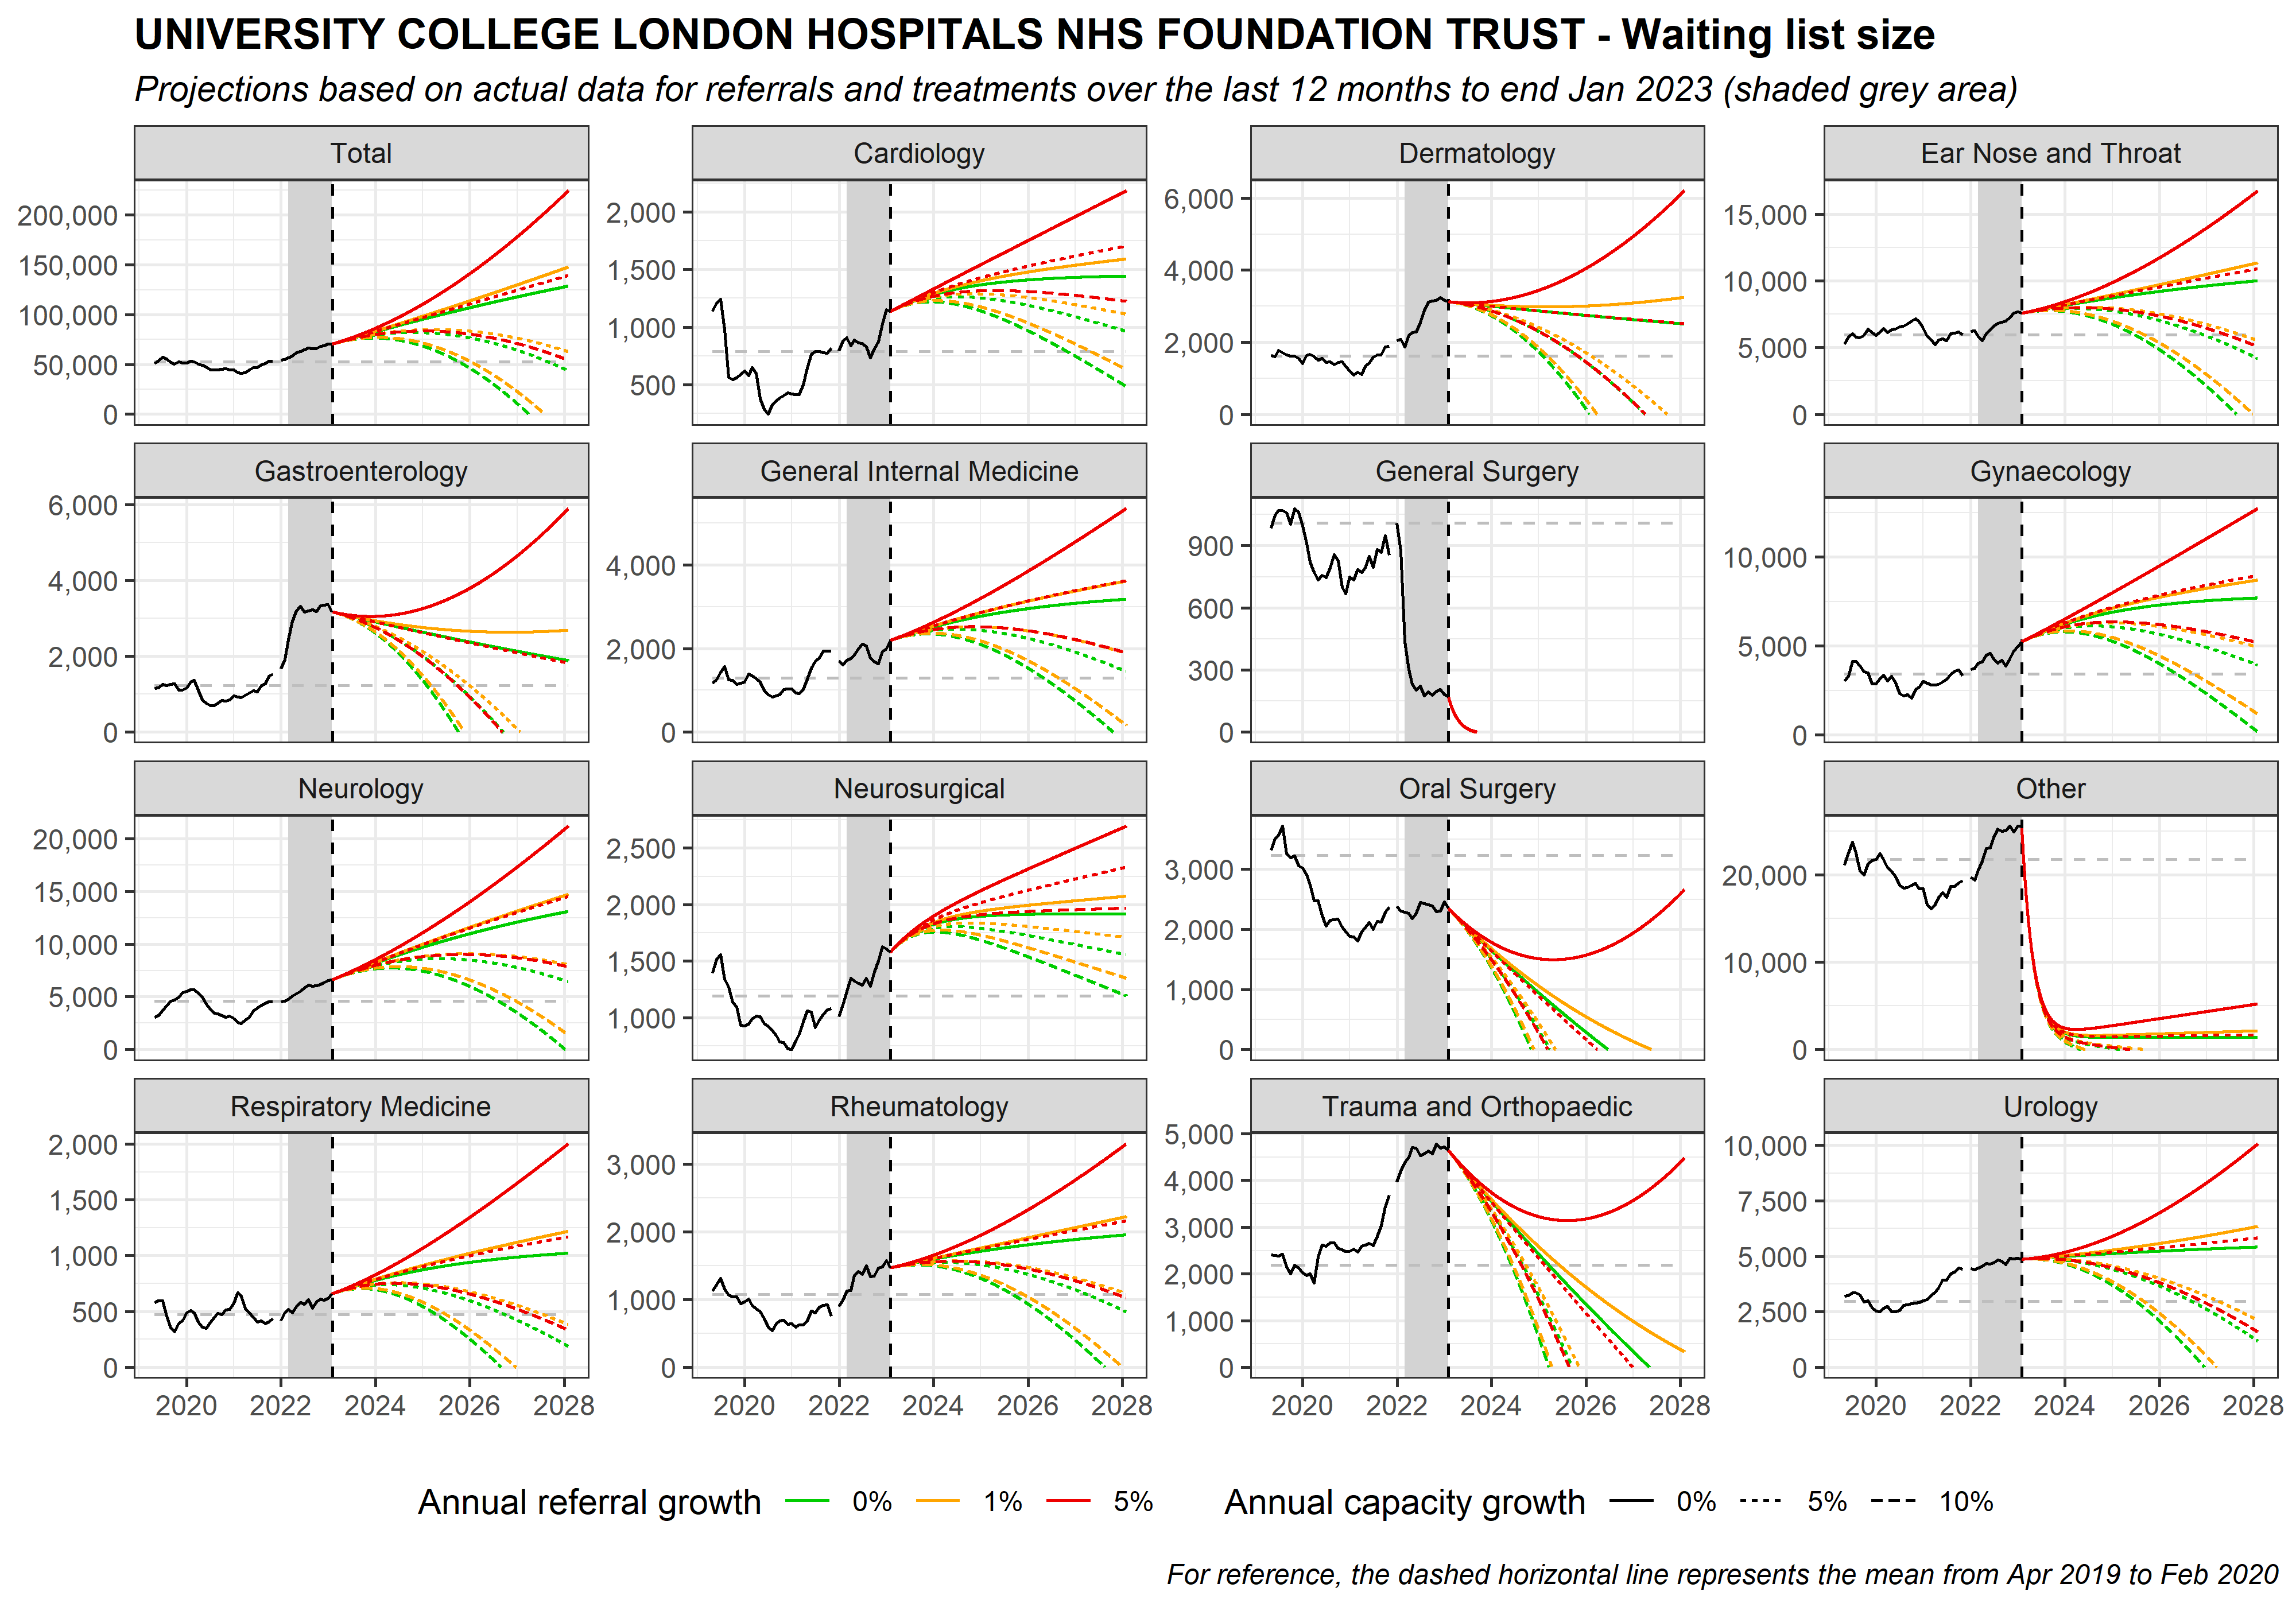 UNIVERSITY COLLEGE LONDON HOSPITALS NHS FOUNDATION TRUST - Waiting list size
Projections based on actual data for referrals and treatments over the last 12 months to end Jan 2023 (shaded grey area)
Total
200,000
150,000
100,000
50,000
0
Cardiology
2,000
1,500
1,000
500
Dermatology
6,000
4,000
2,000
0
Ear Nose and Throat
15,000
10,000
5,000
0
Gastroenterology
6,000
4,000
2,000
0
General Internal Medicine
4,000
2,000
0
General Surgery
900
600
300
0
Gynaecology
10,000
5,000
0
Neurology
20,000
15,000
10,000
5,000
0
Neurosurgical
2,500
2,000
1,500
1,000
Oral Surgery
3,000
2,000
1,000
0
Other
20,000
10,000
0
Respiratory Medicine
2,000
1,500
1,000
500
0
2020 2022 2024 2026 2028
Rheumatology
3,000
2,000
1,000
0
2020 2022 2024 2026 2028
Trauma and Orthopaedic
5,000
4,000
3,000
2,000
1,000
0
2020 2022 2024 2026 2028
Urology
10,000
7,500
5,000
2,500
0
2020 2022 2024 2026 2028
Annual referral growth 0% 1% 5%
Annual capacity growth 0% 5% 10%
For reference, the dashed horizontal line represents the mean from Apr 2019 to Feb 2020